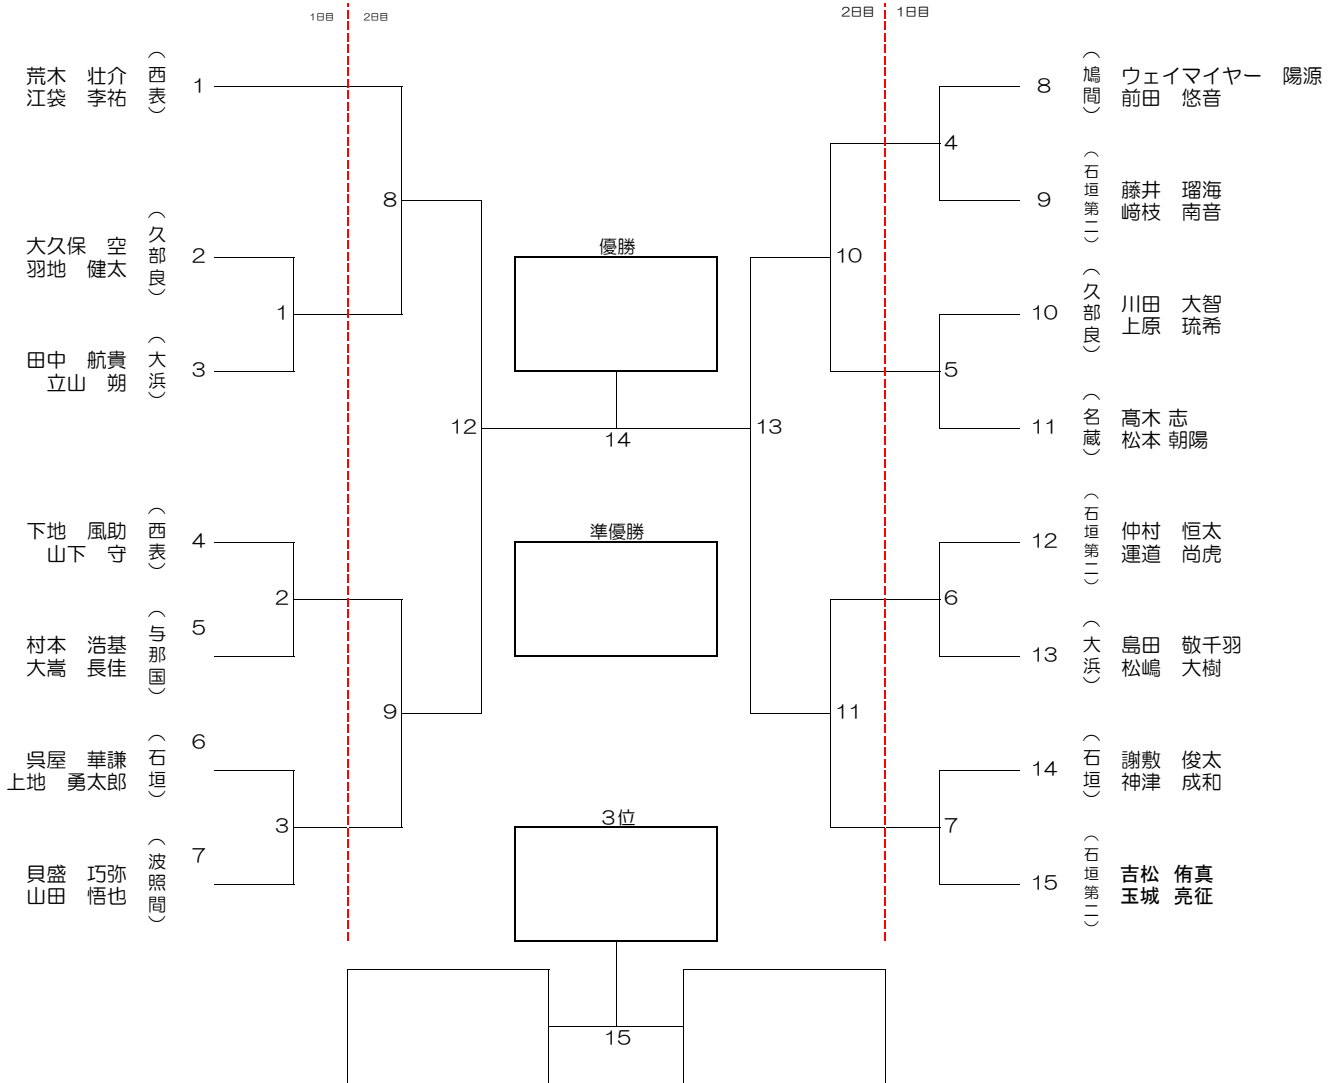 1日目 2日目
2日目 1日目
荒木 壮介
江袋 李祐
（西表）
1
大久保 空
羽地 健太
（久部良）
2
田中 航貴
立山 朔
（大浜）
3
下地 風助
山下 守
（西表）
4
村本 浩基
大嵩 長佳
（与那国）
5
呉屋 華謙
上地 勇太郎
（石垣）
6
貝盛 巧弥
山田 悟也
（波照間）
7
1
2
3
8
9
12
優勝
14
準優勝
3位
15
13
10
11
4
5
6
7
8
（鳩間）
ウェイマイヤー 陽源
前田 悠音
9
（石垣第二）
藤井 瑠海
﨑枝 南音
10
（久部良）
川田 大智
上原 琉希
11
（名蔵）
髙木 志
松本 朝陽
12
（石垣第二）
仲村 恒太
運道 尚虎
13
（大浜）
島田 敬千羽
松嶋 大樹
14
（石垣）
謝敷 俊太
神津 成和
15
（石垣第二）
吉松 侑真
玉城 亮征